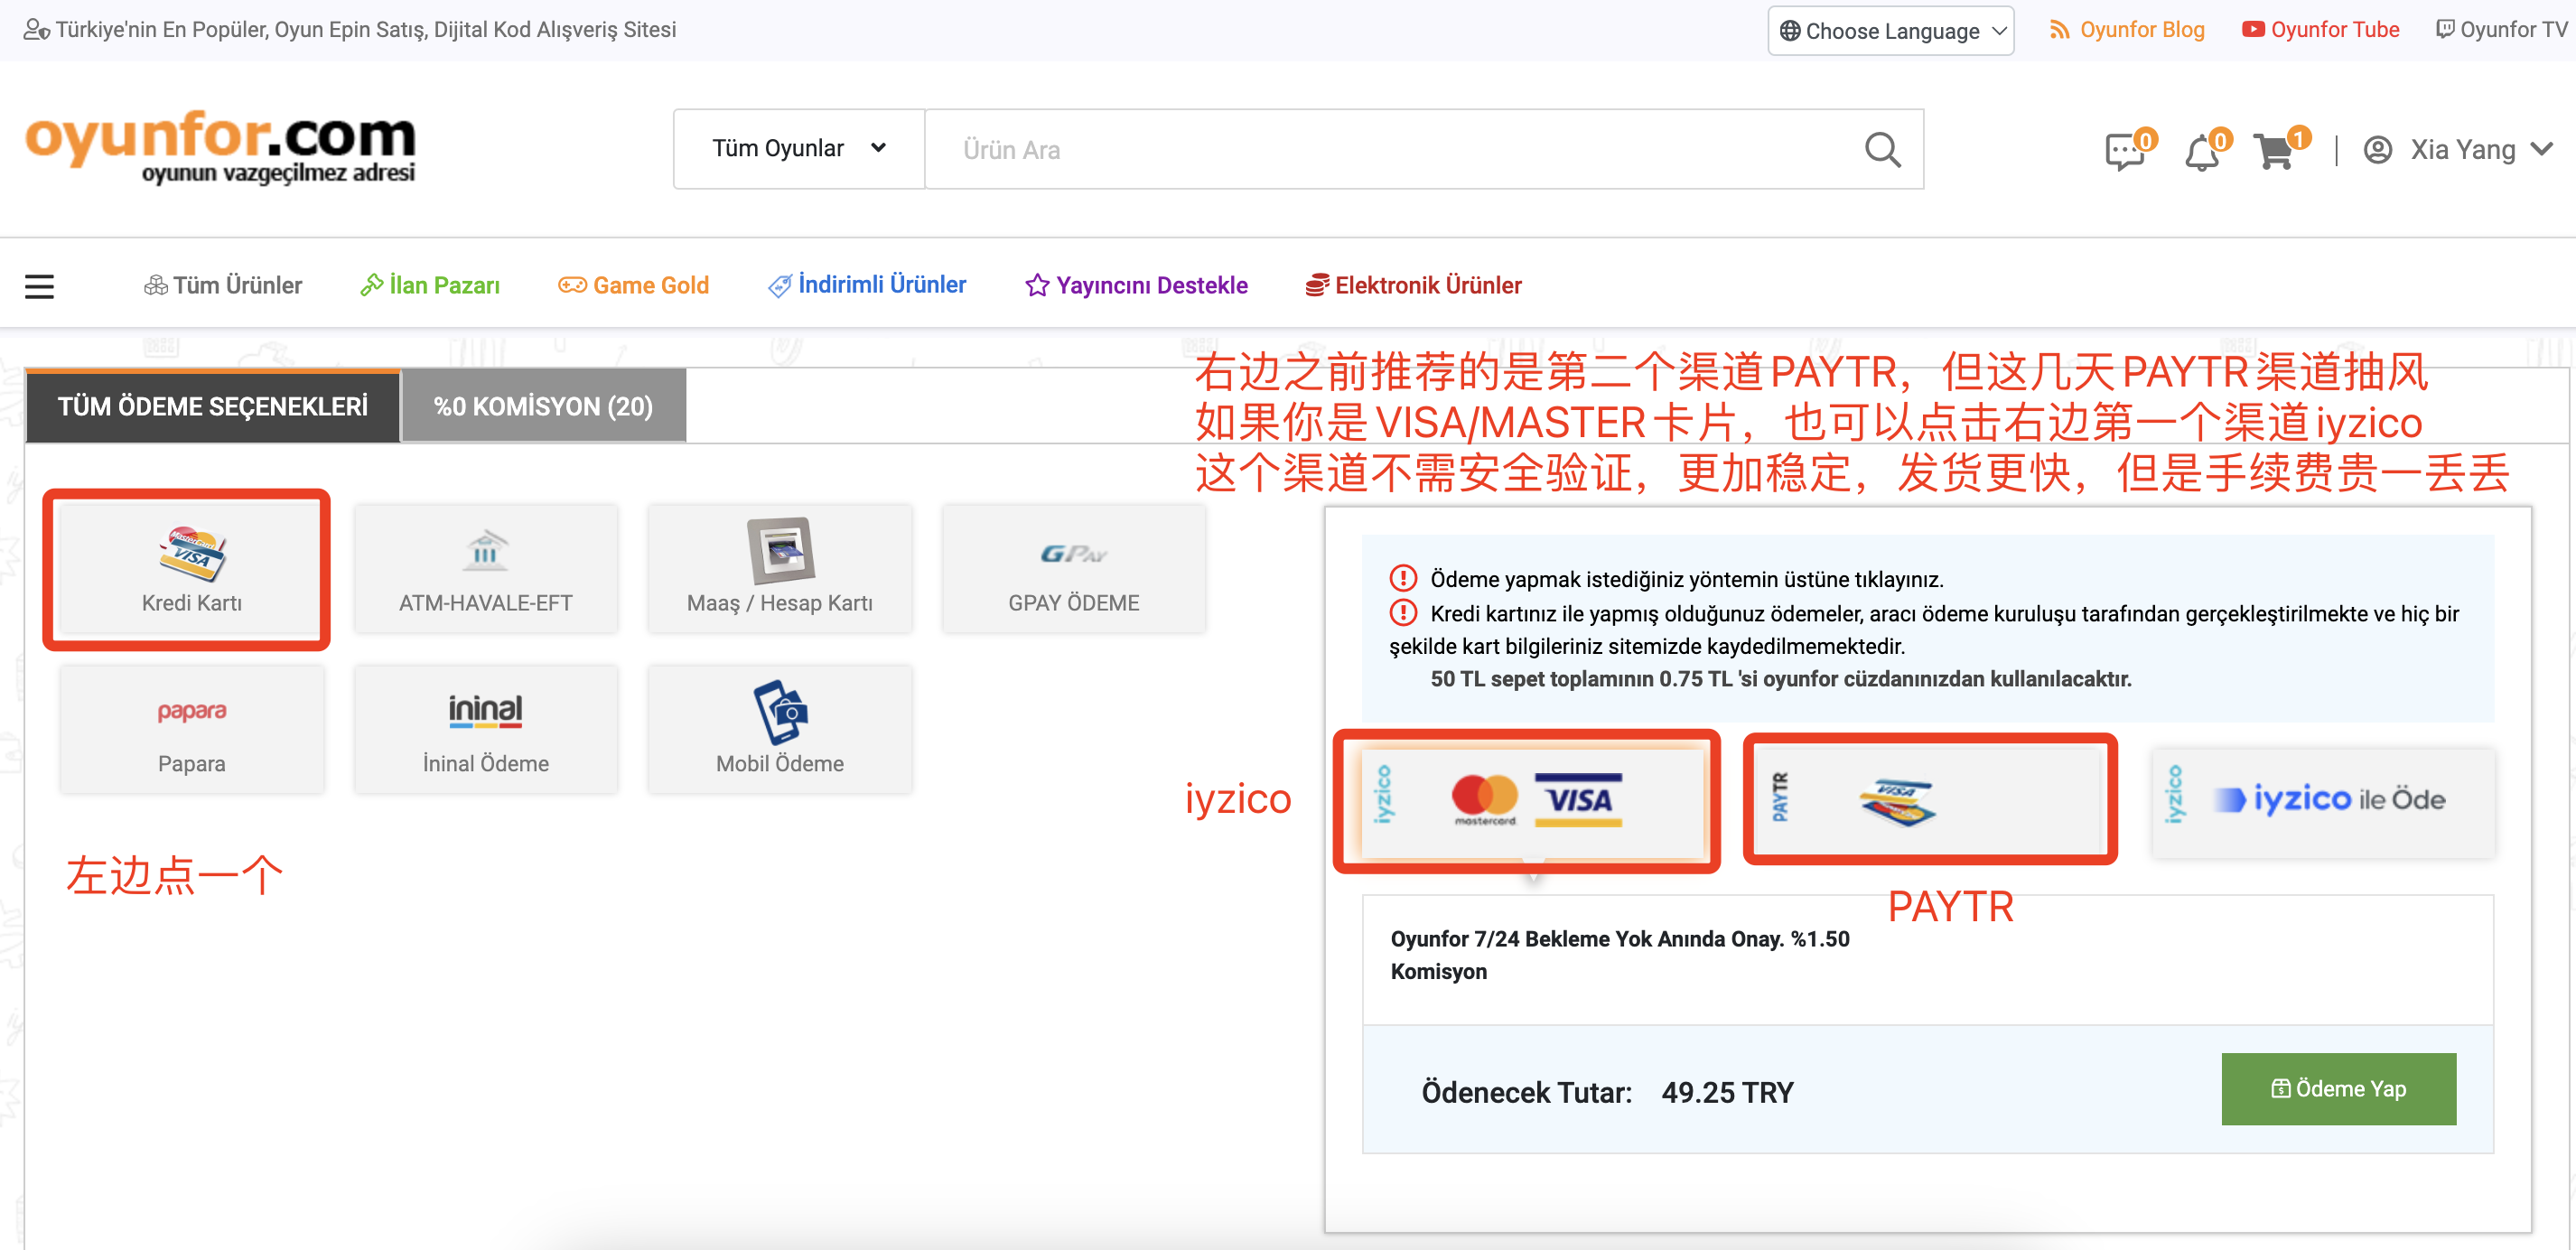 Türkiye'nin En Popüler, Oyun Epin Satış, Dijital Kod Alışveriş Sitesi
Choose Language
Oyunfor Blog
Oyunfor Tube
Oyunfor TV
oyunfor.com
oyunun vazgeçilmez adresi
Tüm Oyunlar
Ürün Ara
0
0
1
Xia Yang
Tüm Ürünler
İlan Pazarı
Game Gold
İndirimli Ürünler
Yayıncını Destekle
Elektronik Ürünler
右边之前推荐的是第二个渠道PAYTR，但这几天PAYTR渠道抽风
如果你是VISA/MASTER卡片，也可以点击右边第一个渠道iyzico
这个渠道不需安全验证，更加稳定，发货更快，但是手续费贵一丢丢
TÜM ÖDEME SEÇENEKLERİ
%0 KOMİSYON (20)
MasterCard
VISA
Kredi Kartı
ATM-HAVALE-EFT
Maaş / Hesap Kartı
GPAY
GPAY ÖDEME
papara
Papara
ininal
İninal Ödeme
Mobil Ödeme
左边点一个
Ödeme yapmak istediğiniz yöntemin üstüne tıklayınız.
Kredi kartınız ile yapmış olduğunuz ödemeler, aracı ödeme kuruluşu tarafından gerçekleştirilmekte ve hiç bir
şekilde kart bilgileriniz sitemizde kaydedilmemektedir.
50 TL sepet toplamının 0.75 TL 'si oyunfor cüzdanınızdan kullanılacaktır.
iyzico
iyzico
mastercard
VISA
PAYTR
VISA
iyzico
iyzico ile Öde
PAYTR
Oyunfor 7/24 Bekleme Yok Anında Onay. %1.50
Komisyon
Ödenecek Tutar: 49.25 TRY
Ödeme Yap